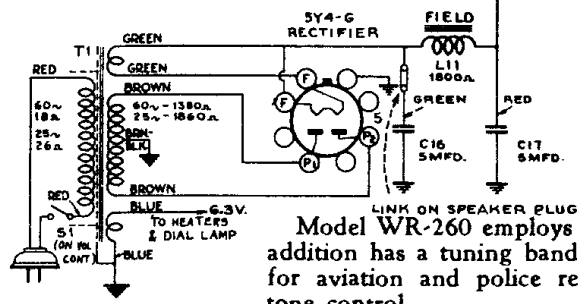 5Y4-G
RECTIFIER
FIELD
L11
1800Ω
T1
GREEN
GREEN
RED
BROWN
60~
18Ω
25~
26Ω
60~-1380Ω
25~-1860Ω
BRN-
BLK
F
F
5
P1
P2
GREEN
RED
C16
5MFD.
C17
5MFD.
BROWN
RED
S1
(ON VOL
CONT)
BLUE
6.3V.
TO HEATERS
& DIAL LAMP
BLUE
LINK ON SPEAKER PLUG
Model WR-260 employs
addition has a tuning band
for aviation and police re
tone control